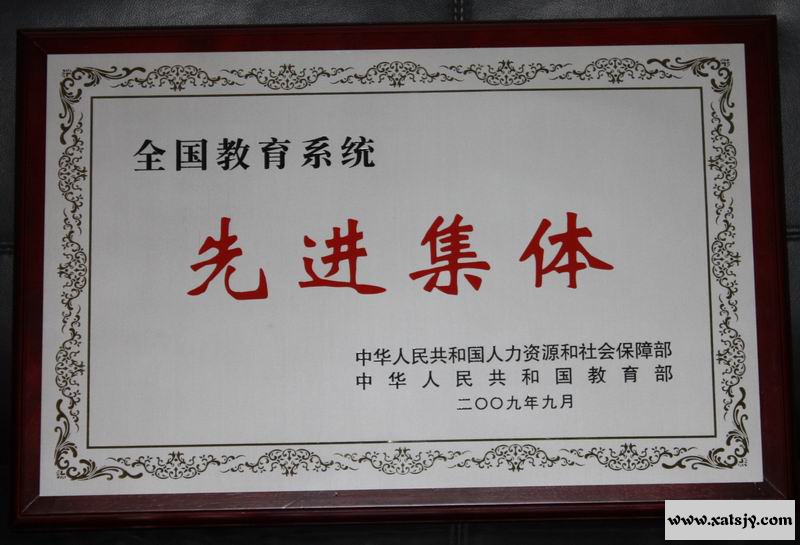 全国教育系统
先进集体
中华人民共和国人力资源和社会保障部
中华人民共和国教育部
二〇〇九年九月
www.xatsjy.com